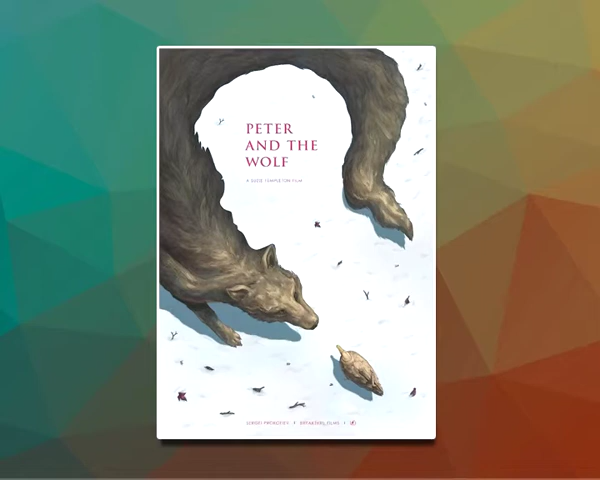 PETER
AND THE
WOLF
A SUZIE TEMPLETON FILM
SERGEI PROKOFIEV | BREAKTHRU FILMS |